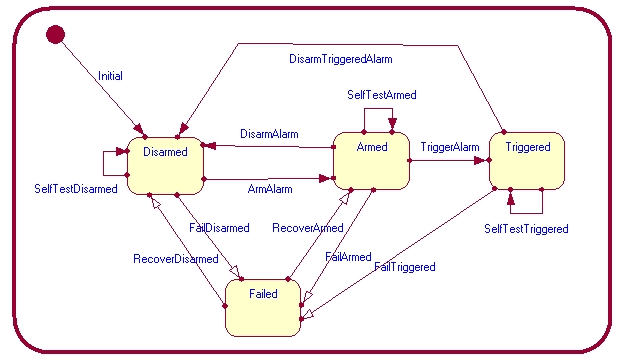 DisarmTriggeredAlarm
Initial
SelfTestArmed
DisarmAlarm
Disarmed
Armed
TriggerAlarm
Triggered
SelfTestDisarmed
ArmAlarm
FailDisarmed
RecoverArmed
SelfTestTriggered
RecoverDisarmed
FailArmed
FailTriggered
Failed